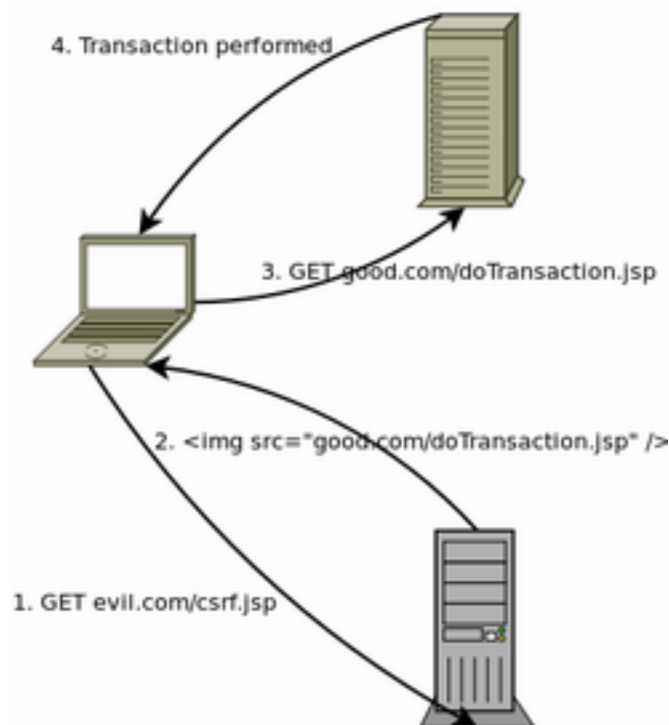 4. Transaction performed
3. GET good.com/doTransaction.jsp
2. <img src="good.com/doTransaction.jsp" />
1. GET evil.com/csrf.jsp